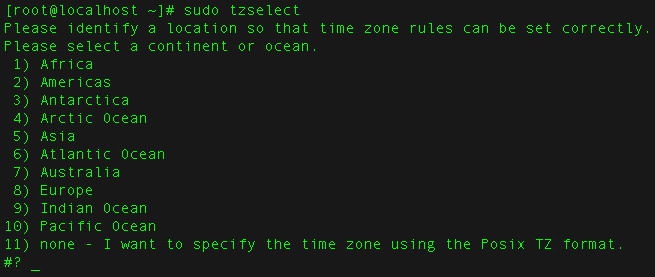 [root@localhost ~]# sudo tzselect
Please identify a location so that time zone rules can be set correctly.
Please select a continent or ocean.
 1) Africa
 2) Americas
 3) Antarctica
 4) Arctic Ocean
 5) Asia
 6) Atlantic Ocean
 7) Australia
 8) Europe
 9) Indian Ocean
10) Pacific Ocean
11) none - I want to specify the time zone using the Posix TZ format.
#? _